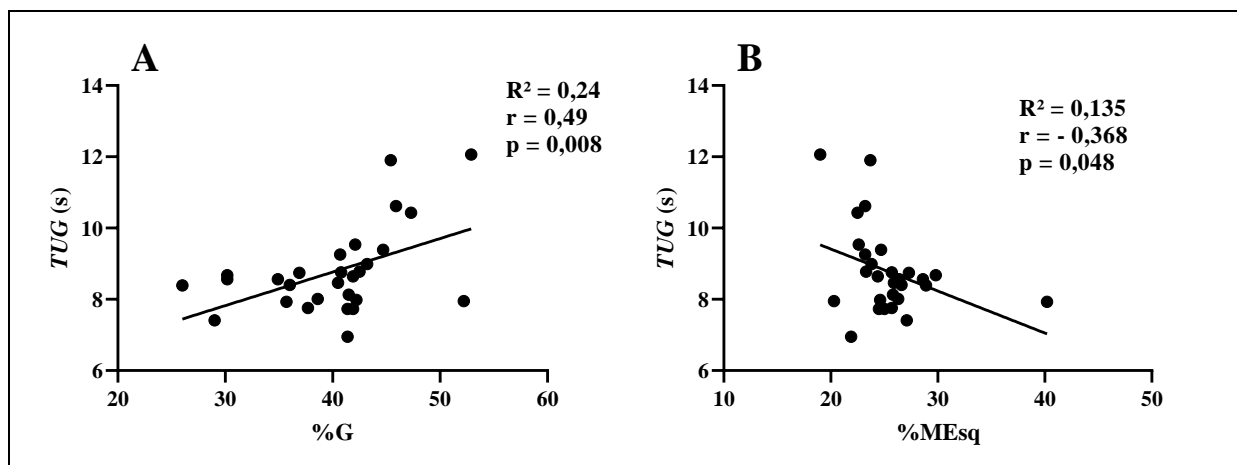 A
R² = 0,24
r = 0,49
p = 0,008
TUG (s)
14
12
10
8
6
20 30 40 50 60
%G
B
R² = 0,135
r = - 0,368
p = 0,048
TUG (s)
14
12
10
8
6
10 20 30 40 50
%MEsq